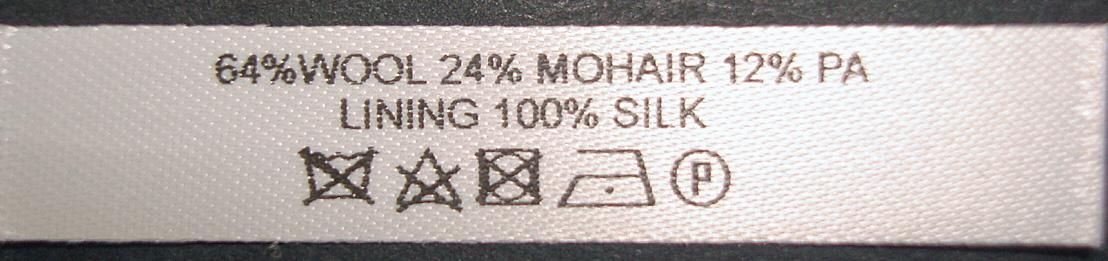 64%WOOL 24% MOHAIR 12% PA
LINING 100% SILK
P